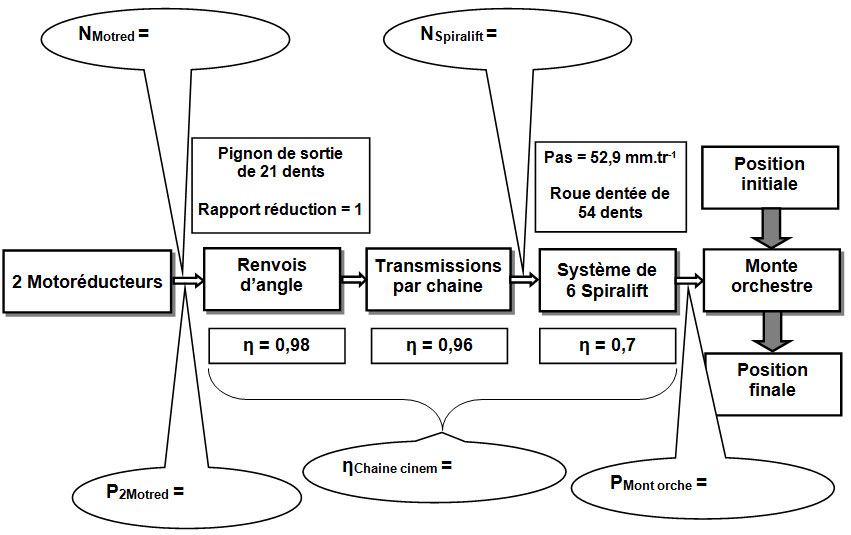 NMotred =
NSpiralift =
Pignon de sortie
de 21 dents
Rapport réduction = 1
Pas = 52,9 mm.tr-1
Roue dentée de
54 dents
Position
initiale
2 Motoréducteurs
Renvois
d’angle
Transmissions
par chaine
Système de
6 Spiralift
Monte
orchestre
η = 0,98
η = 0,96
η = 0,7
Position
finale
ηChaine cinem =
P2Motred =
PMont orche =